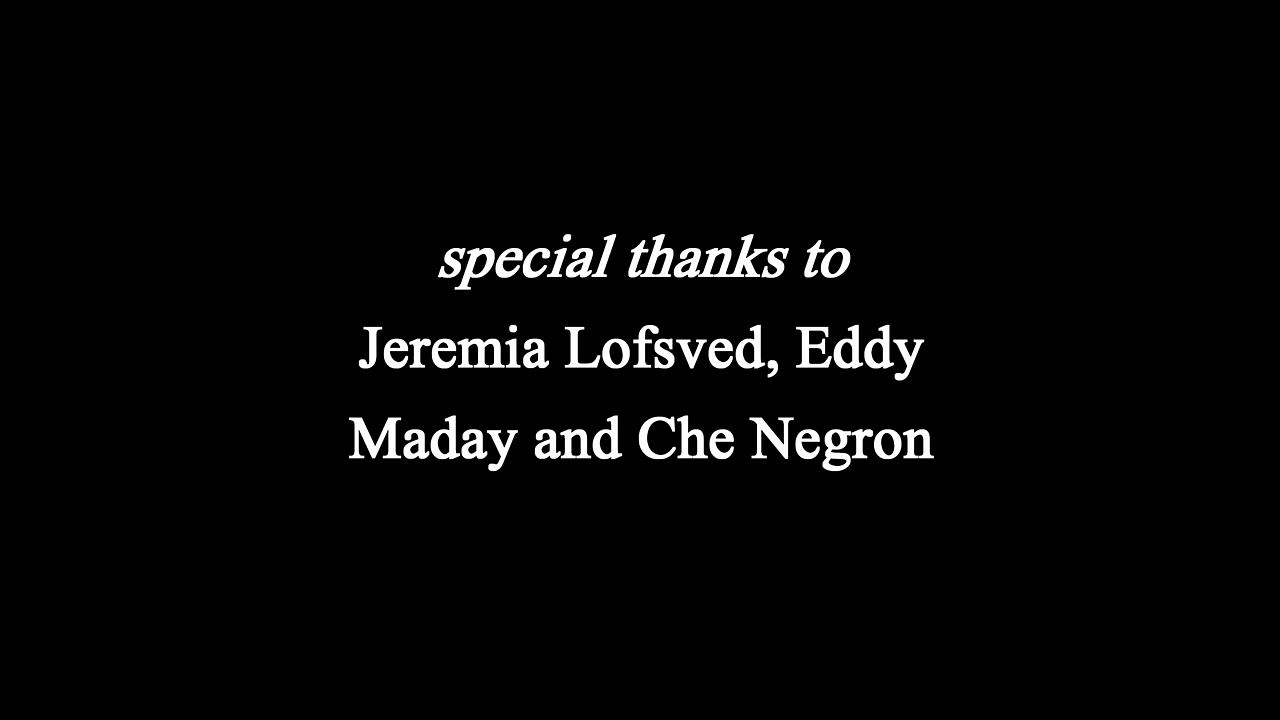 special thanks to
Jeremia Lofsved, Eddy
Maday and Che Negron